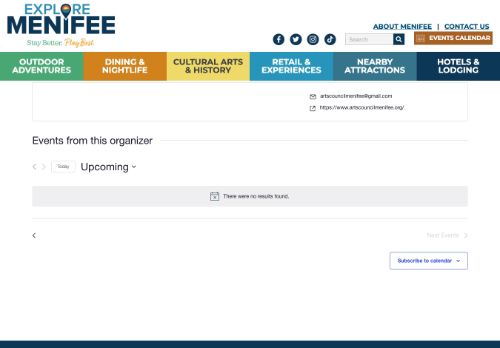 EXPLORE
MENIFEE
Stay Better. Play Best.
ABOUT MENIFEE | CONTACT US
Search
EVENTS CALENDAR
OUTDOOR
ADVENTURES
DINING &
NIGHTLIFE
CULTURAL ARTS
& HISTORY
RETAIL &
EXPERIENCES
NEARBY
ATTRACTIONS
HOTELS &
LODGING
artscouncilmenifee@gmail.com
https://www.artscouncilmenifee.org/
Events from this organizer
Today
Upcoming
There were no results found.
Next Events
Subscribe to calendar